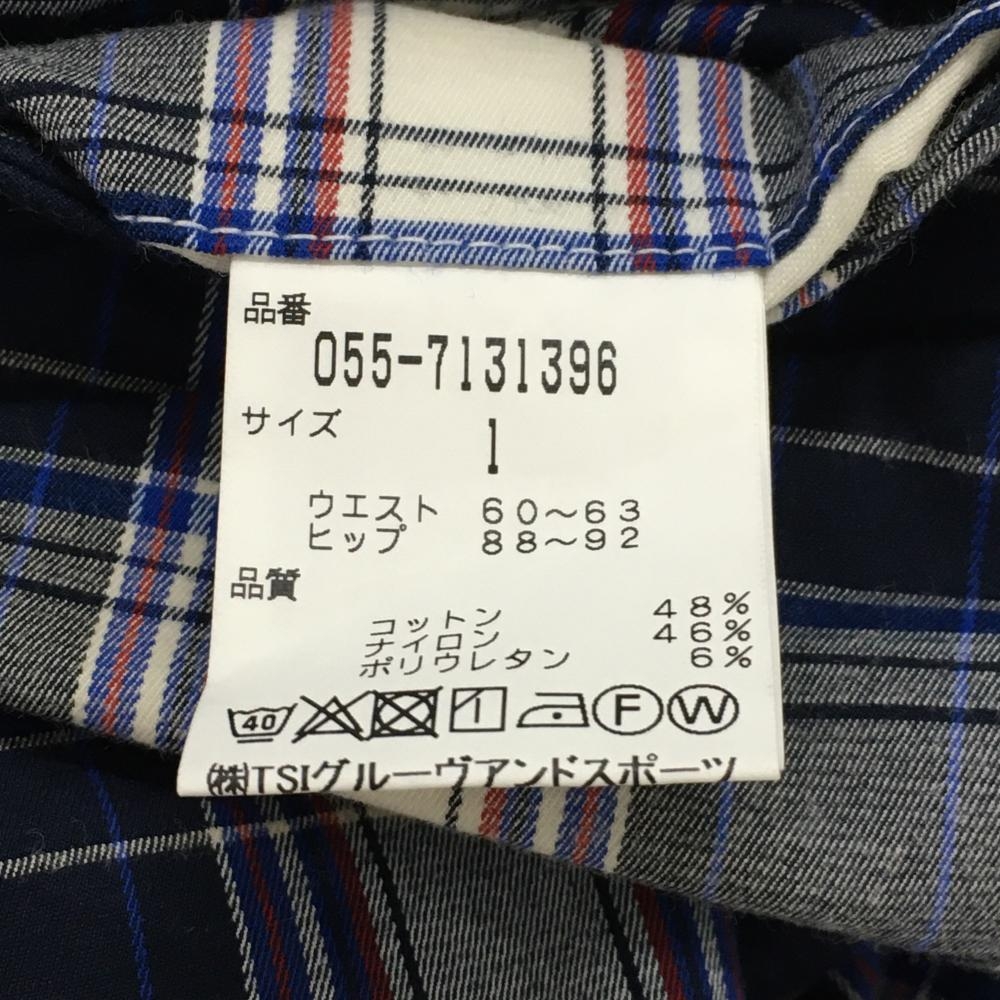 品番
055-7131396
サイズ 1
ウエスト 60〜63
ヒップ 88〜92
品質
コットン 48%
ナイロン 46%
ポリウレタン 6%
40 F W
㈱TSIグルーヴアンドスポーツ